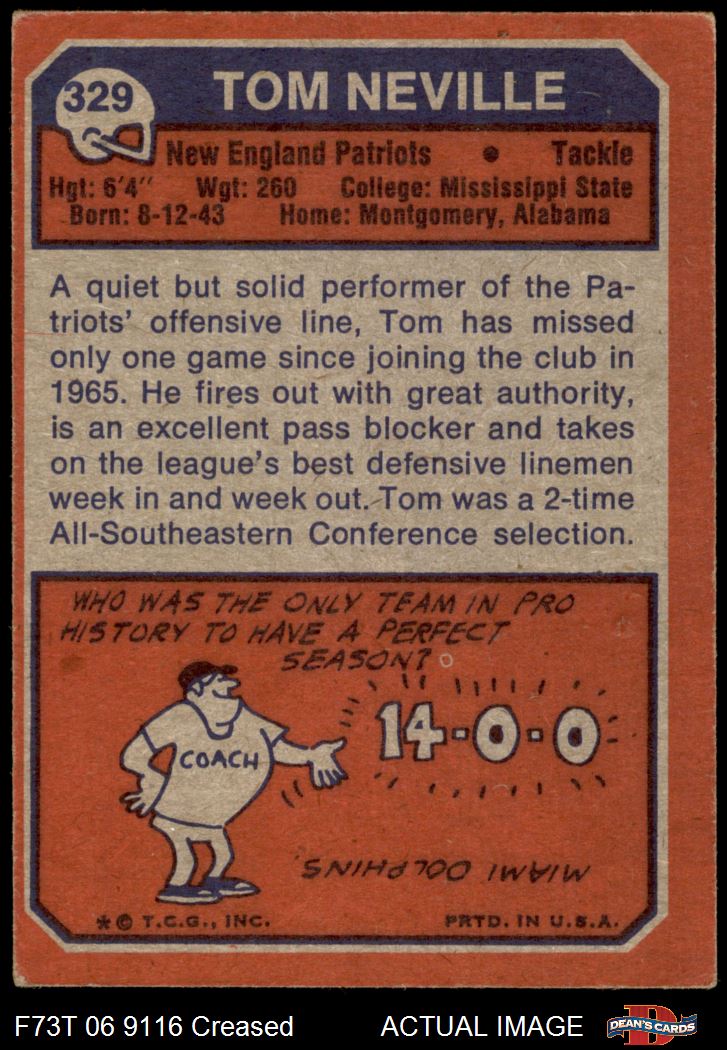 329
TOM NEVILLE
New England Patriots • Tackle
Hgt: 6'4" Wgt: 260 College: Mississippi State
Born: 8-12-43 Home: Montgomery, Alabama
A quiet but solid performer of the Pa-
triots' offensive line, Tom has missed
only one game since joining the club in
1965. He fires out with great authority,
is an excellent pass blocker and takes
on the league's best defensive linemen
week in and week out. Tom was a 2-time
All-Southeastern Conference selection.
WHO WAS THE ONLY TEAM IN PRO
HISTORY TO HAVE A PERFECT
SEASON?
14-0-0
COACH
MIAMI DOLPHINS
* © T.C.G., INC. PRTD. IN U.S.A.
F73T 06 9116 Creased ACTUAL IMAGE
D
DEAN'S CARDS